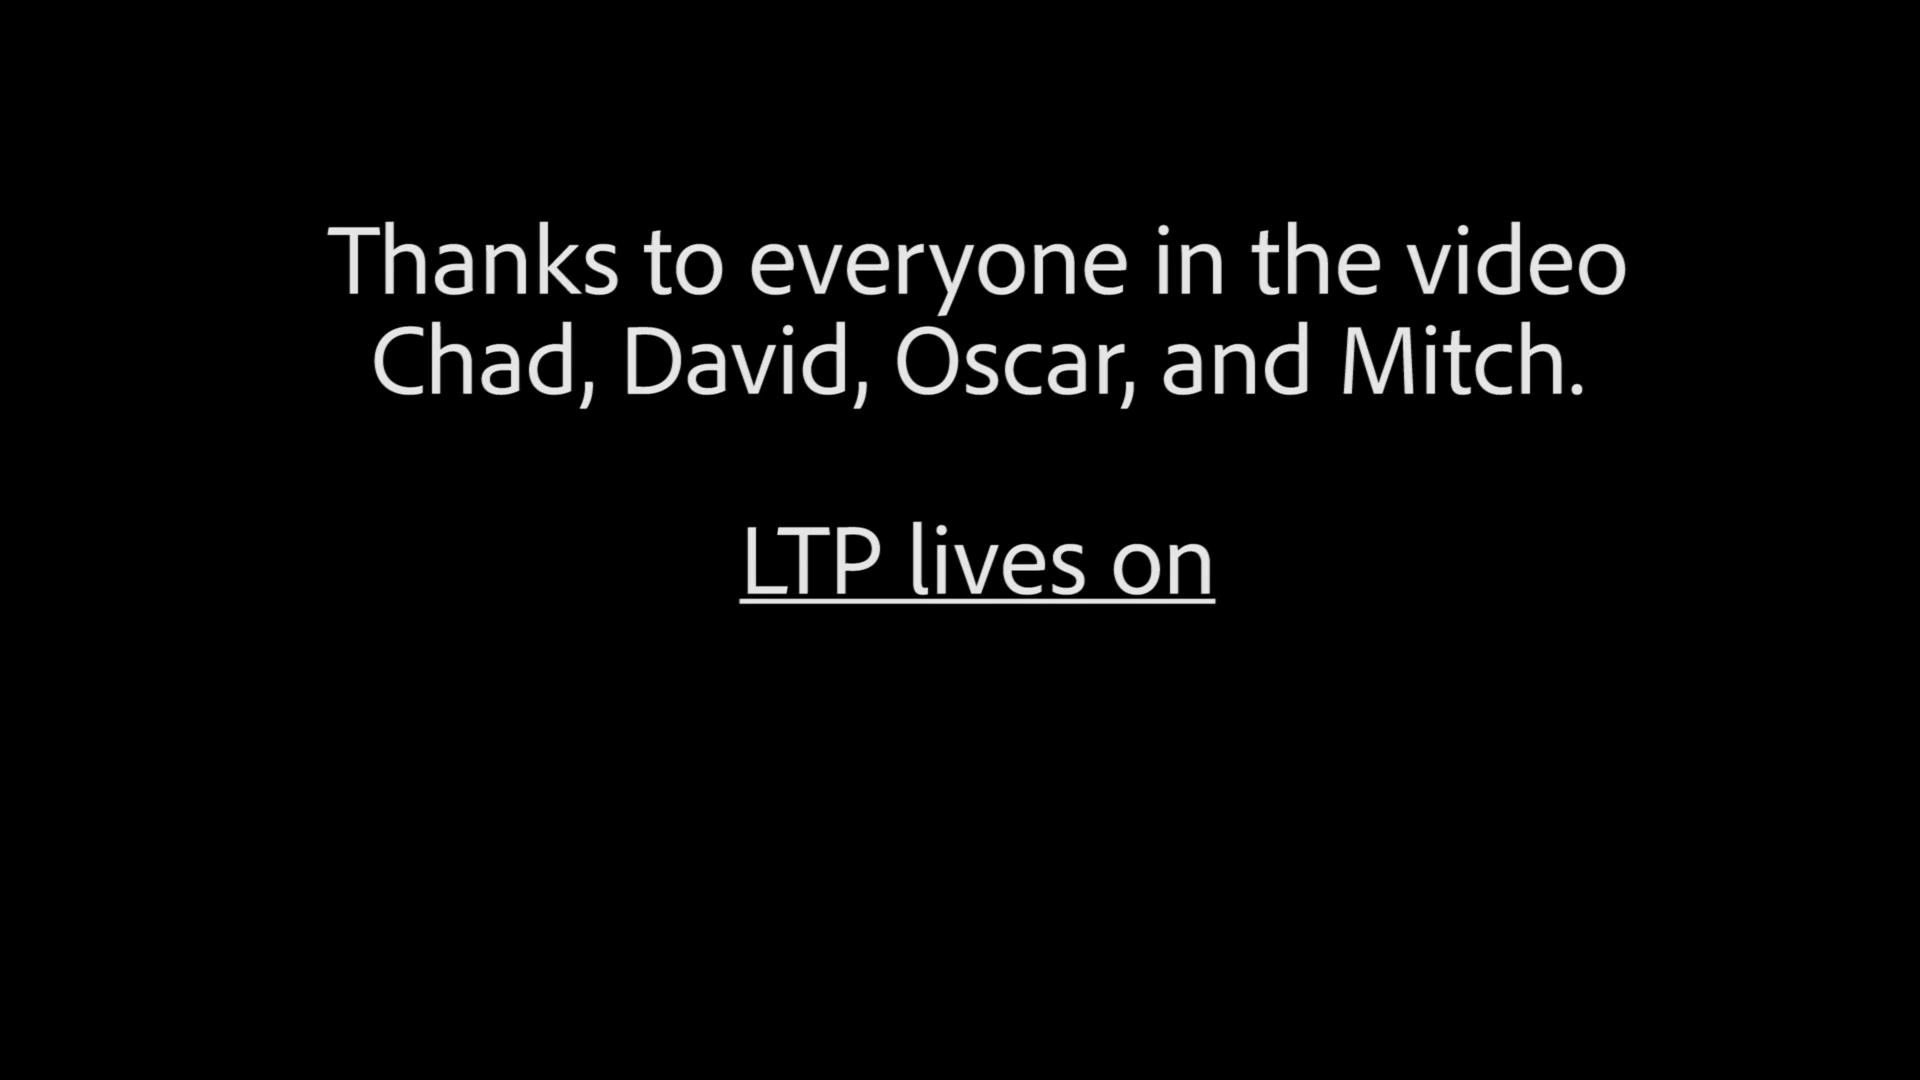 Thanks to everyone in the video
Chad, David, Oscar, and Mitch.
LTP lives on